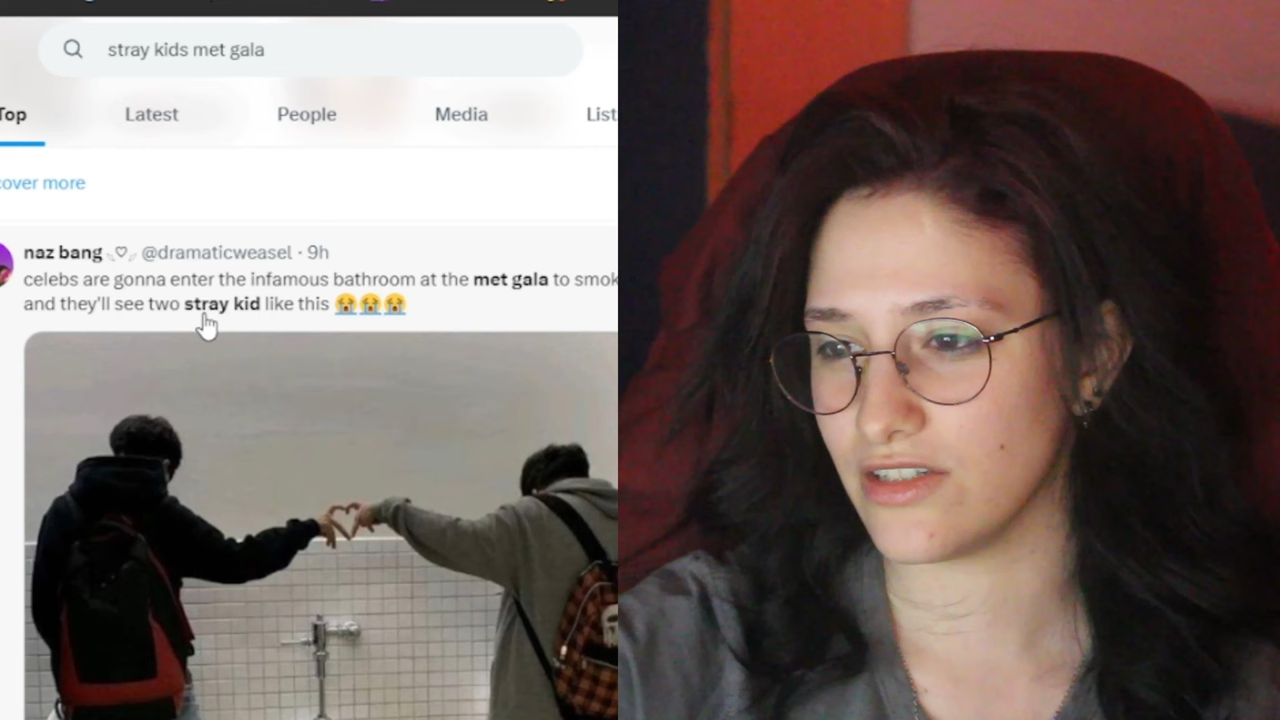 stray kids met gala
Top
Latest
People
Media
List
cover more
naz bang @dramaticweasel · 9h
celebs are gonna enter the infamous bathroom at the met gala to smok
and they'll see two stray kid like this 😭😭😭